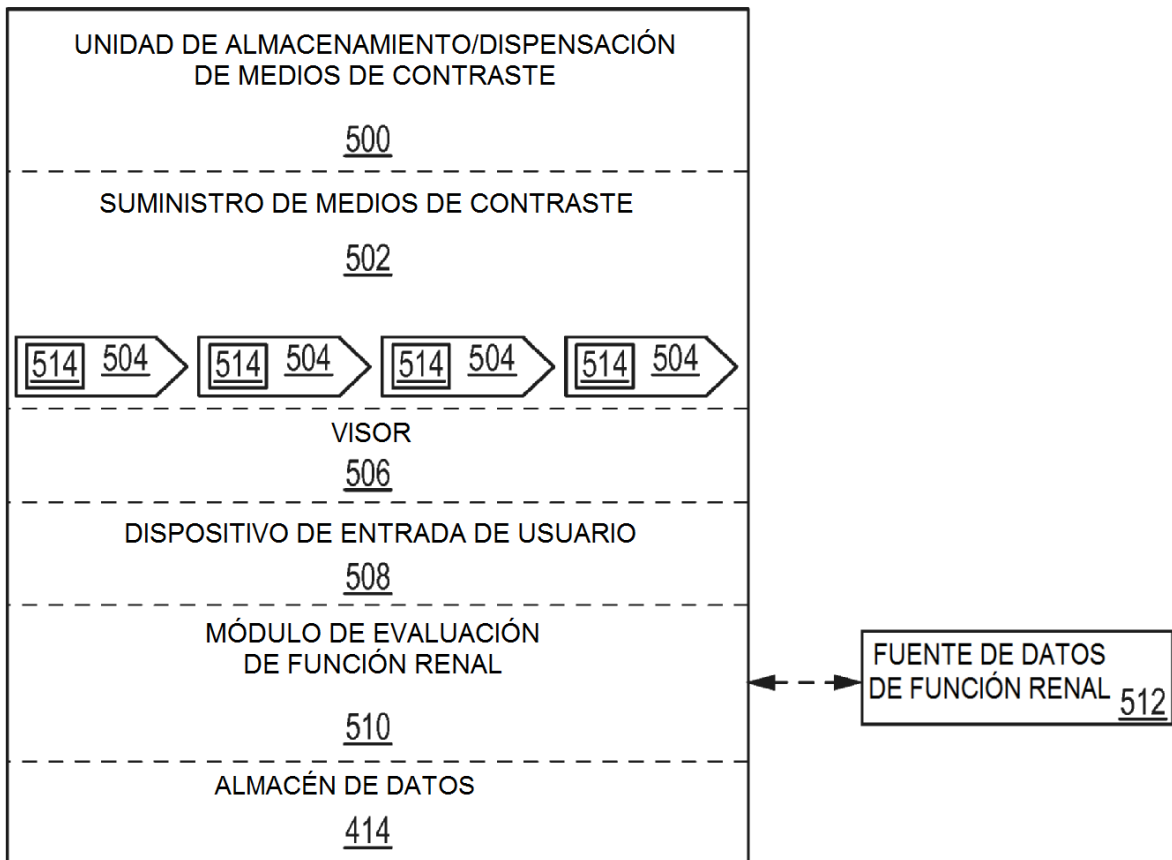 UNIDAD DE ALMACENAMIENTO/DISPENSACIÓN
DE MEDIOS DE CONTRASTE
500
SUMINISTRO DE MEDIOS DE CONTRASTE
502
514 504 514 504 514 504 514 504
VISOR
506
DISPOSITIVO DE ENTRADA DE USUARIO
508
MÓDULO DE EVALUACIÓN
DE FUNCIÓN RENAL
510
FUENTE DE DATOS
DE FUNCIÓN RENAL 512
ALMACÉN DE DATOS
414